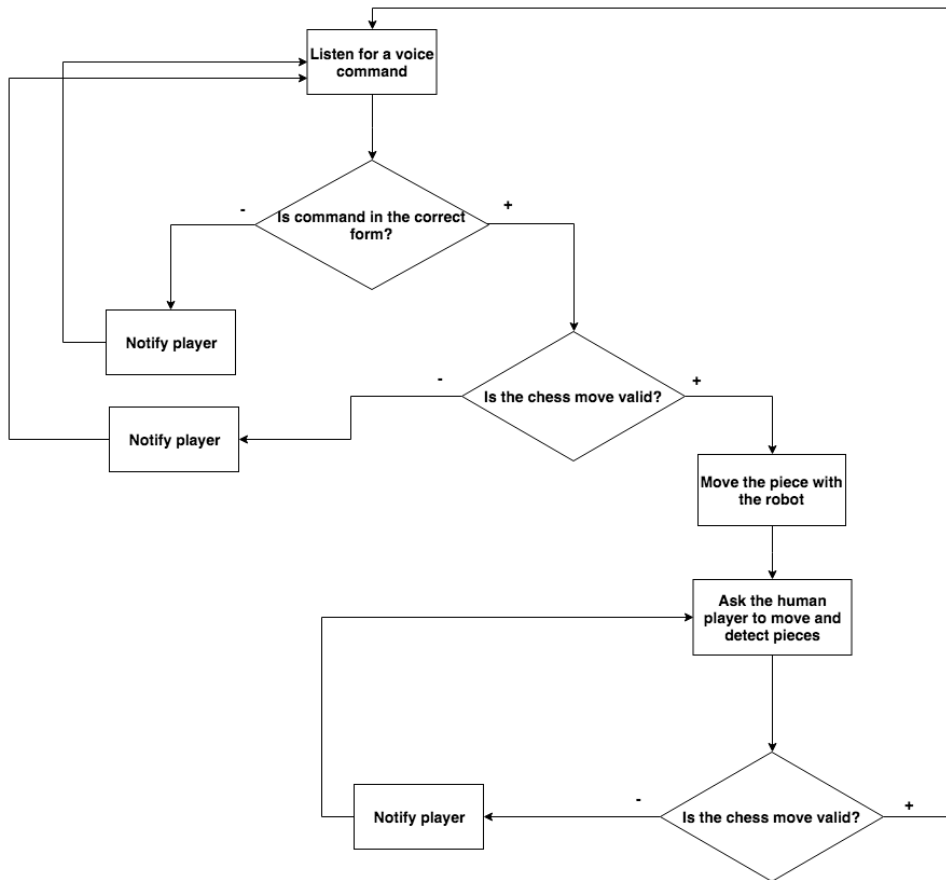 Listen for a voice
command
-
+
Is command in the correct
form?
Notify player
-
+
Is the chess move valid?
Notify player
Move the piece with
the robot
Ask the human
player to move and
detect pieces
-
+
Notify player
Is the chess move valid?